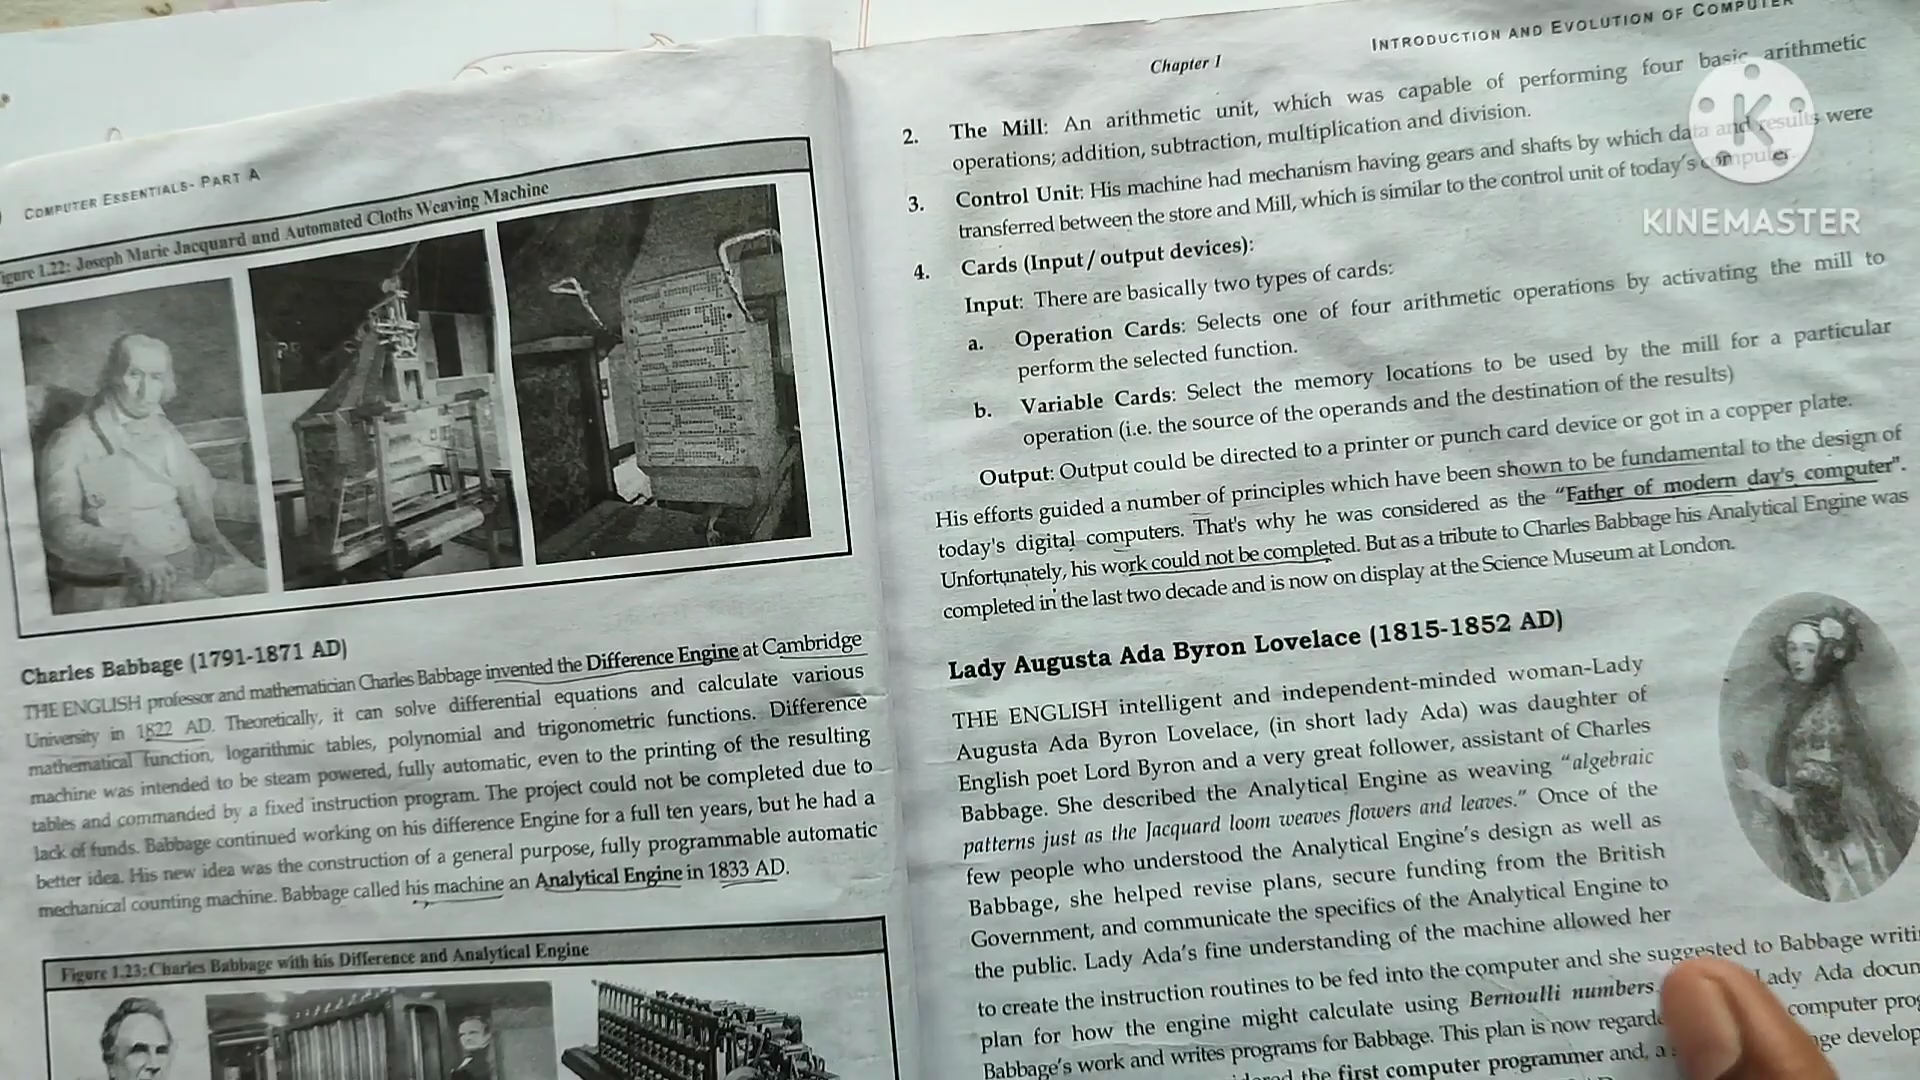 COMPUTER ESSENTIALS- PART A
igure 1.22: Joseph Marie Jacquard and Automated Cloths Weaving Machine
Charles Babbage (1791-1871 AD)
THE ENGLISH professor and mathematician Charles Babbage invented the Difference Engine at Cambridge
University in 1822 AD. Theoretically, it can solve differential equations and calculate various
mathematical function, logarithmic tables, polynomial and trigonometric functions. Difference
machine was intended to be steam powered, fully automatic, even to the printing of the resulting
tables and commanded by a fixed instruction program. The project could not be completed due to
lack of funds. Babbage continued working on his difference Engine for a full ten years, but he had a
better idea. His new idea was the construction of a general purpose, fully programmable automatic
mechanical counting machine. Babbage called his machine an Analytical Engine in 1833 AD.
Figure 1.23: Charles Babbage with his Difference and Analytical Engine
Chapter 1
INTRODUCTION AND EVOLUTION OF COMPUTER
2. The Mill: An arithmetic unit, which was capable of performing four basic arithmetic
operations; addition, subtraction, multiplication and division.
3. Control Unit: His machine had mechanism having gears and shafts by which data and results were
transferred between the store and Mill, which is similar to the control unit of today's computer.
4. Cards (Input / output devices):
Input: There are basically two types of cards:
a. Operation Cards: Selects one of four arithmetic operations by activating the mill to
perform the selected function.
b. Variable Cards: Select the memory locations to be used by the mill for a particular
operation (i.e. the source of the operands and the destination of the results)
Output: Output could be directed to a printer or punch card device or got in a copper plate.
His efforts guided a number of principles which have been shown to be fundamental to the design of
today's digital computers. That's why he was considered as the "Father of modern day's computer".
Unfortunately, his work could not be completed. But as a tribute to Charles Babbage his Analytical Engine was
completed in the last two decade and is now on display at the Science Museum at London.
Lady Augusta Ada Byron Lovelace (1815-1852 AD)
THE ENGLISH intelligent and independent-minded woman-Lady
Augusta Ada Byron Lovelace, (in short lady Ada) was daughter of
English poet Lord Byron and a very great follower, assistant of Charles
Babbage. She described the Analytical Engine as weaving "algebraic
patterns just as the Jacquard loom weaves flowers and leaves." Once of the
few people who understood the Analytical Engine's design as well as
Babbage, she helped revise plans, secure funding from the British
Government, and communicate the specifics of the Analytical Engine to
the public. Lady Ada's fine understanding of the machine allowed her
to create the instruction routines to be fed into the computer and she suggested to Babbage writi
plan for how the engine might calculate using Bernoulli numbers. Lady Ada docum
Babbage's work and writes programs for Babbage. This plan is now regarde computer prog
the first computer programmer and, a develop
K
KINEMASTER